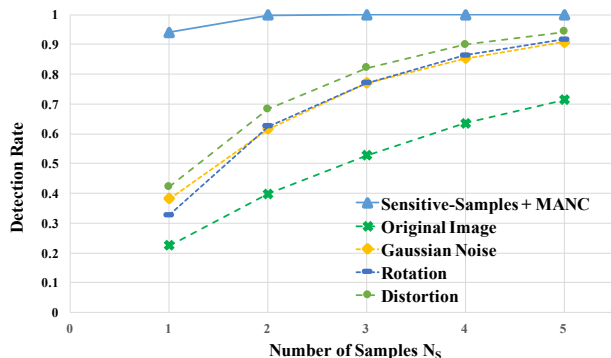 1
0.9
0.8
0.7
0.6
0.5
0.4
0.3
0.2
0.1
0
Detection Rate
Sensitive-Samples + MANC
Original Image
Gaussian Noise
Rotation
Distortion
0 1 2 3 4 5
Number of Samples NS